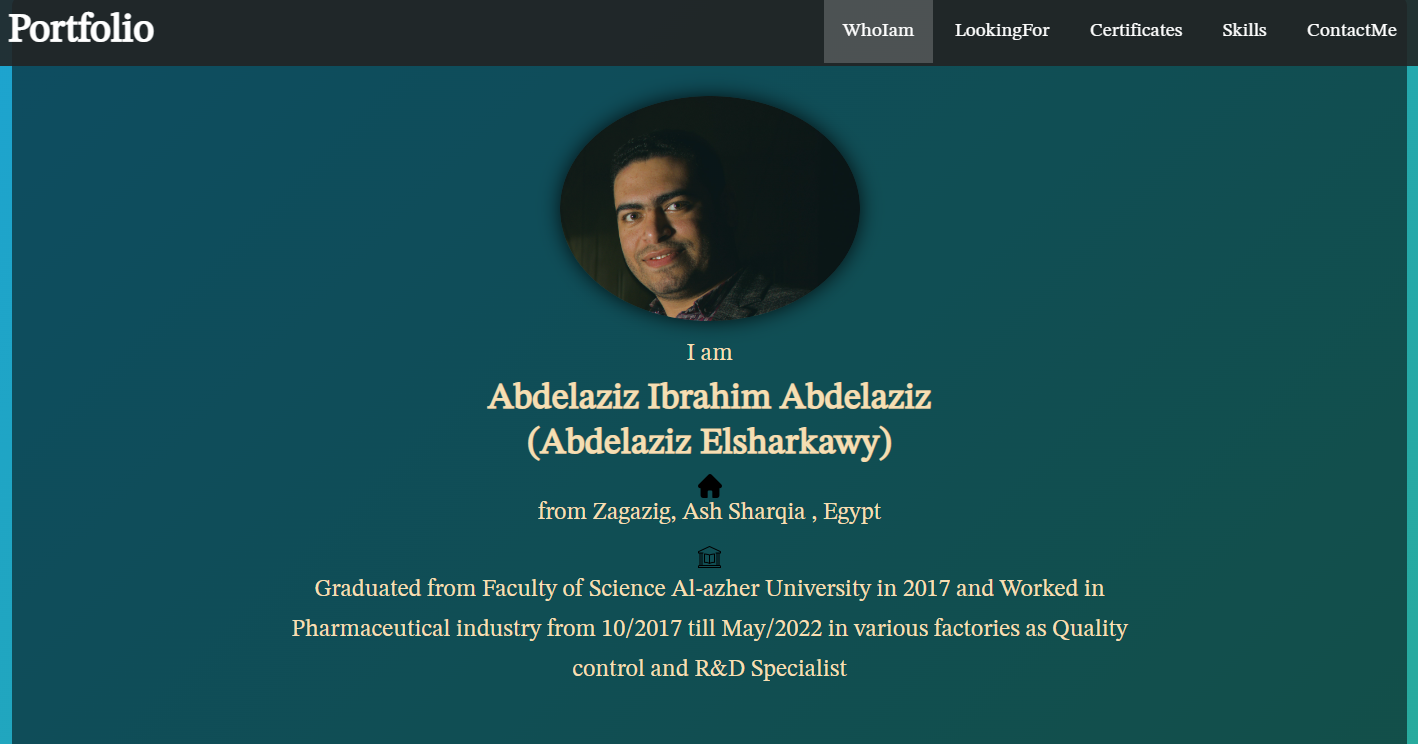 Portfolio
WhoIam
LookingFor
Certificates
Skills
ContactMe
I am
Abdelaziz Ibrahim Abdelaziz
(Abdelaziz Elsharkawy)
from Zagazig, Ash Sharqia , Egypt
Graduated from Faculty of Science Al-azher University in 2017 and Worked in
Pharmaceutical industry from 10/2017 till May/2022 in various factories as Quality
control and R&D Specialist